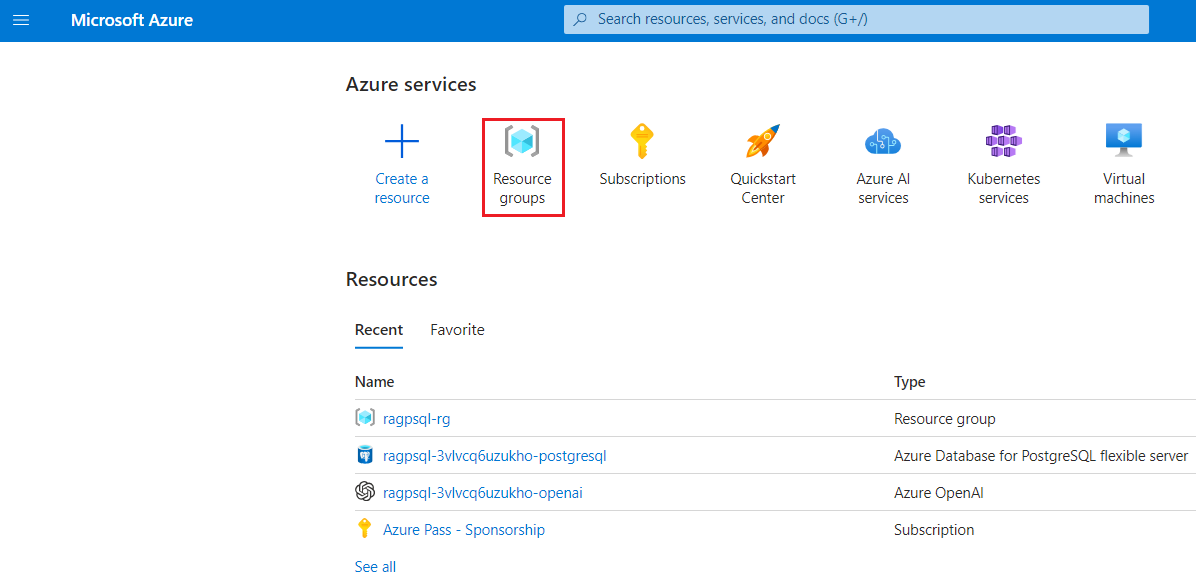 Microsoft Azure
Search resources, services, and docs (G+/)
Azure services
Create a resource
Resource groups
Subscriptions
Quickstart Center
Azure AI services
Kubernetes services
Virtual machines
Resources
Recent Favorite
Name Type
ragpsql-rg Resource group
ragpsql-3vlvcq6uzukho-postgresql Azure Database for PostgreSQL flexible server
ragpsql-3vlvcq6uzukho-openai Azure OpenAI
Azure Pass - Sponsorship Subscription
See all